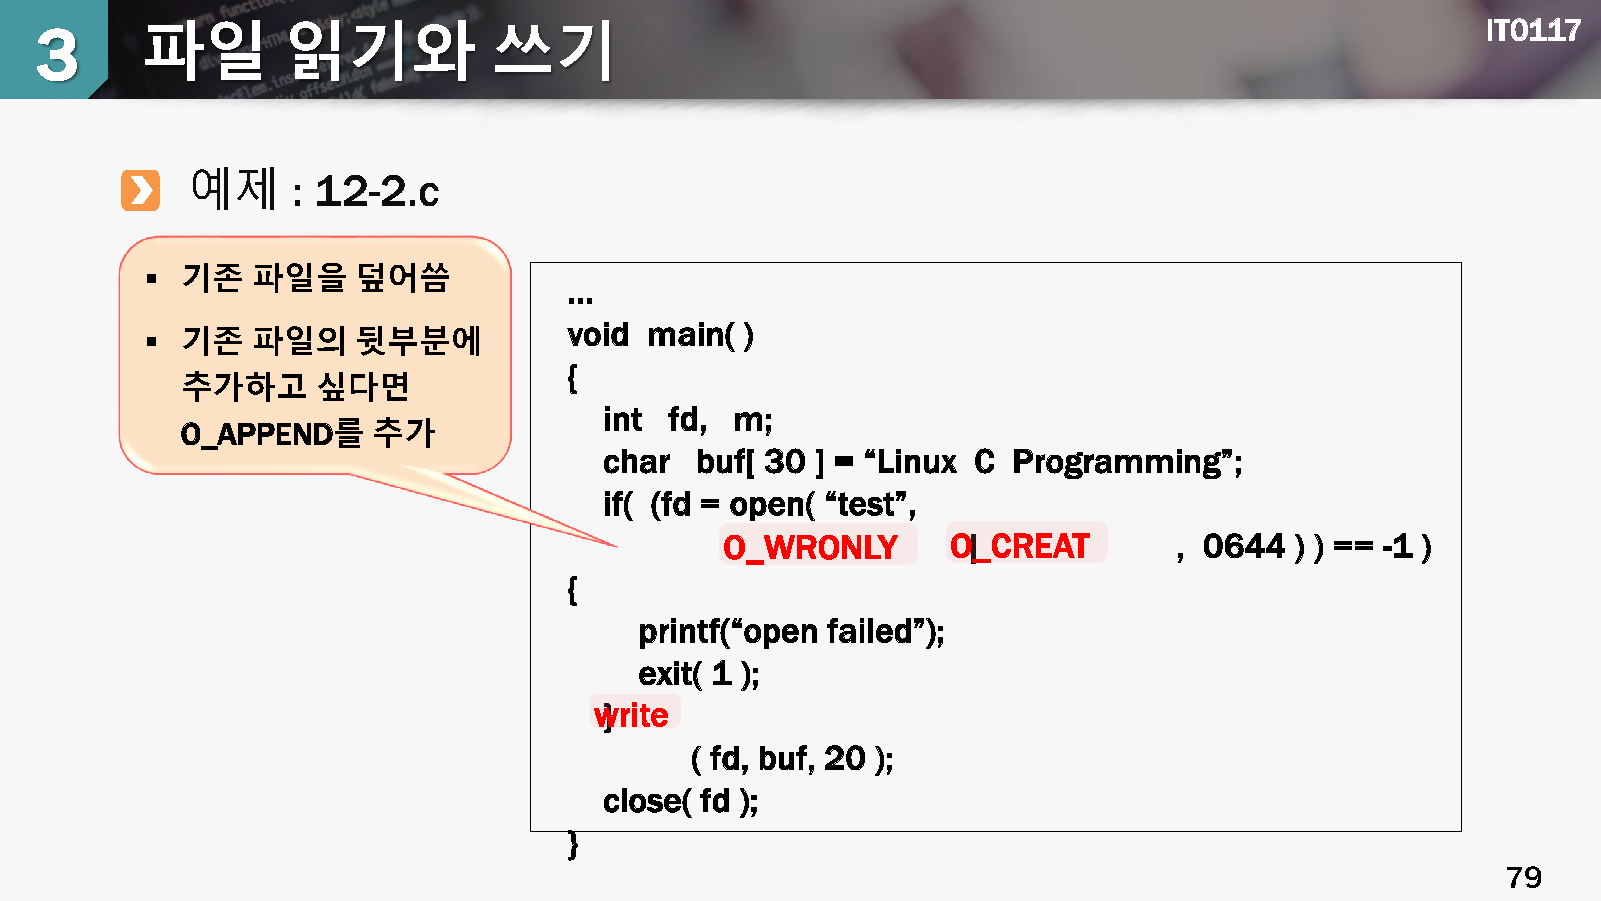 3 파일 읽기와 쓰기
IT0117
예제 : 12-2.c
▪ 기존 파일을 덮어씀
▪ 기존 파일의 뒷부분에
추가하고 싶다면
O_APPEND를 추가
...
void main( )
{
int fd, m;
char buf[ 30 ] = “Linux C Programming”;
if( (fd = open( “test”,
O_WRONLY | O_CREAT , 0644 ) ) == -1 )
{
printf(“open failed”);
exit( 1 );
}
write
( fd, buf, 20 );
close( fd );
}
79